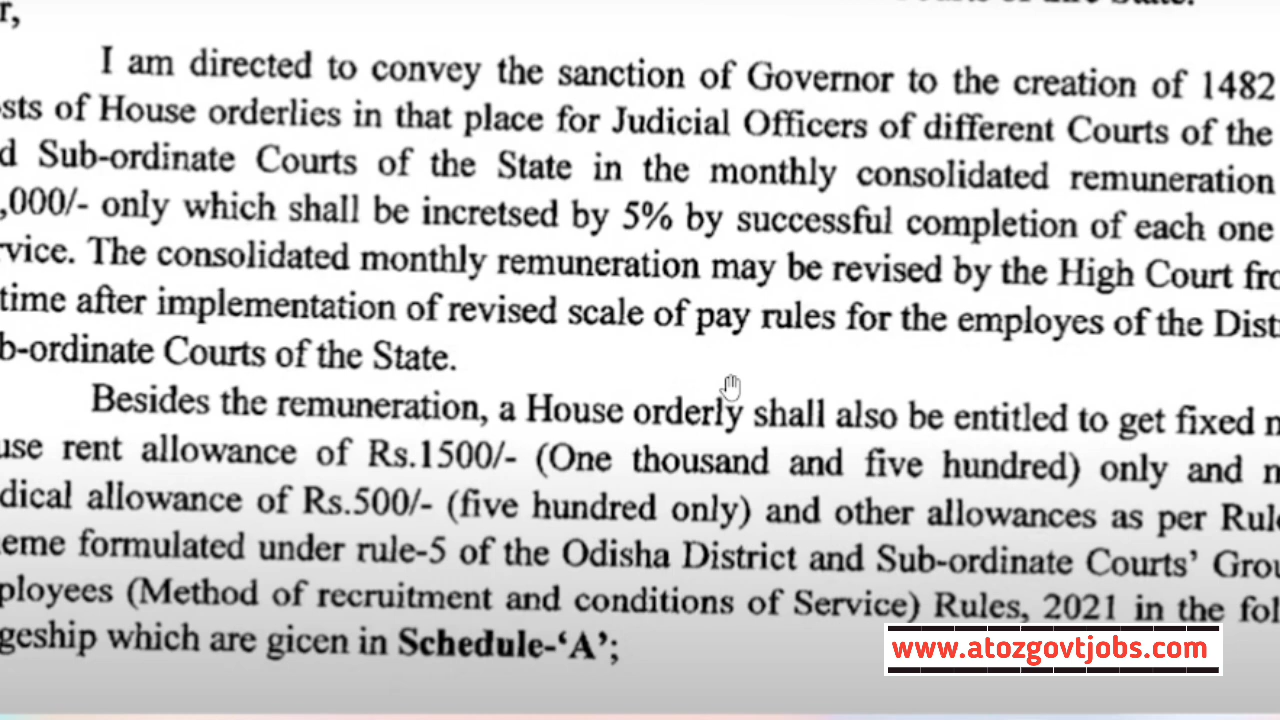 r,
I am directed to convey the sanction of Governor to the creation of 1482
sts of House orderlies in that place for Judicial Officers of different Courts of the
d Sub-ordinate Courts of the State in the monthly consolidated remuneration
,000/- only which shall be incretsed by 5% by successful completion of each one
rvice. The consolidated monthly remuneration may be revised by the High Court fro
time after implementation of revised scale of pay rules for the employes of the Dist
b-ordinate Courts of the State.
Besides the remuneration, a House orderly shall also be entitled to get fixed m
use rent allowance of Rs.1500/- (One thousand and five hundred) only and m
dical allowance of Rs.500/- (five hundred only) and other allowances as per Rul
eme formulated under rule-5 of the Odisha District and Sub-ordinate Courts' Grou
ployees (Method of recruitment and conditions of Service) Rules, 2021 in the fol
geship which are gicen in Schedule-'A';
www.atozgovtjobs.com